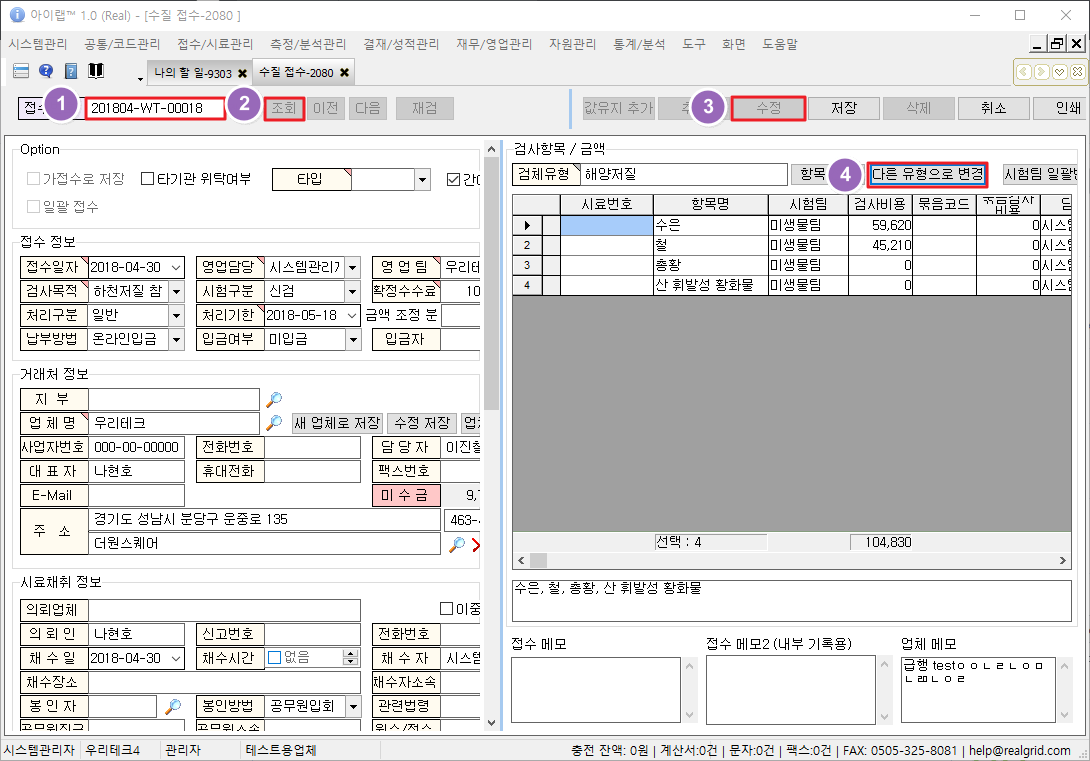 아이랩™ 1.0 (Real) - [수질 접수-2080 ]
시스템관리 공통/코드관리 접수/시료관리 측정/분석관리 결재/성적관리 재무/영업관리 자원관리 통계/분석 도구 화면 도움말
나의 할 일-9303 수질 접수-2080
1 201804-WT-00018 2 조회 이전 다음 재검 값유지 추가 3 수정 저장 삭제 취소 인쇄
Option
가접수로 저장 타기관 위탁여부 타입
일괄 접수
접수 정보
접수일자 2018-04-30 영업담당 시스템관리 영 업 팀 우리테
검사목적 하천저질 참 시험구분 신검 확정수수료 10
처리구분 일반 처리기한 2018-05-18 금액 조정 분
납부방법 온라인입금 입금여부 미입금 입금자
거래처 정보
지 부
업 체 명 우리테크 새 업체로 저장 수정 저장 업
사업자번호 000-00-00000 전화번호 담 당 자 이진
대 표 자 나현호 휴대전화 팩스번호
E-Mail 미 수 금 9,
주 소 경기도 성남시 분당구 운중로 135 463-
더원스퀘어
시료채취 정보
의뢰업체 이중
의 뢰 인 나현호 신고번호 전화번호
채 수 일 2018-04-30 채수시간 없음 채 수 자 시스템
채수장소 채수자소속
봉 인 자 봉인방법 공무원입회 관련법령
공무원직급 공무원소속
검사항목 / 금액
검체유형 해양저질 항목 4 다른 유형으로 변경 시험팀 일괄
시료번호 항목명 시험팀 검사비용 묶음코드 묶음검사비용 담
수은 미생물팀 59,620 0 시스
2 철 미생물팀 45,210 0 시스
3 총황 미생물팀 0 0 시스
4 산 휘발성 황화물 미생물팀 0 0 시스
선택 : 4 104,830
수은, 철, 총황, 산 휘발성 황화물
접수 메모 접수 메모2 (내부 기록용) 업체 메모
급행 testㅇㅇㄴㄹㄴㅇㅁ
ㄴㄻㄴㅇㄹ
시스템관리자 우리테크4 관리자 테스트용업체 충전 잔액: 0원 | 계산서:0건 | 문자:0건 | 팩스:0건 | FAX: 0505-325-8081 | help@realgrid.com